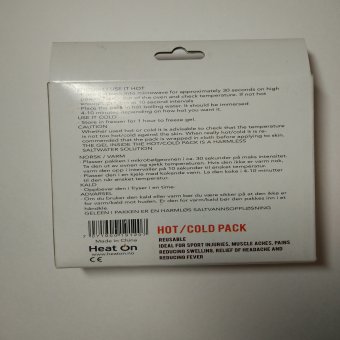 USE IT HOT
into microwave for approximately 30 seconds on high
of the oven and check temperature. If not hot
in 10 second intervals
Place the pack in hot boiling water. It should be immersed
4-10 minutes depending on how hot you want it.
USE IT COLD
- Store in freezer for 1 hour to freeze gel.
CAUTION
- Whether used hot or cold it is advisable to check that the temperature
is not too hot/cold against the skin. When ready hot/cold it is re-
commended that the pack is wrapped in a cloth before applying to skin.
THE GEL INSIDE THE HOT/COLD PACK IS A HARMLESS
SALTWATER SOLUTION
NORSK / VARM
- Plasser pakken i mikrobølgeovnen i ca. 30 sekunder på maks intensitet
Ta den ut av ovnen og sjekk temperaturen. Hvis den ikke er varm nok
varm den opp i intervaller på 10 sekunder til ønsket temperatur er nådd.
Plasser den i en kjele med kokende varmt vann. La den koke i 4-10 minutter
til den når ønsket temperatur.
KALD
- Oppbevar den i fryser i en time.
ADVARSEL
Om du bruker den kald eller varm bør du være sikker på at den ikke er
for varm/kald mot huden. Er den for varm/kald bør den pakkes inn i et
håndkle.
GELEEN I PAKKEN ER EN HARMLØS SALTVANNSOPPLØSNING
Made in China
Heat On
www.heaton.no
CE
HOT/COLD PACK
REUSABLE
IDEAL FOR SPORT INJURIES, MUSCLE ACHES, PAINS
REDUCING SWELLING, RELIEF OF HEADACHE AND
REDUCING FEVER